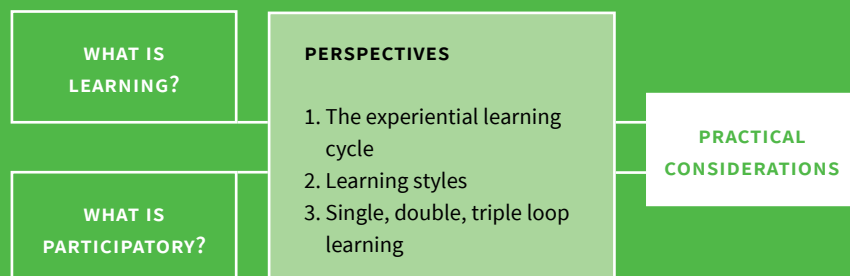 WHAT IS
LEARNING?
WHAT IS
PARTICIPATORY?
PERSPECTIVES
1. The experiential learning
cycle
2. Learning styles
3. Single, double, triple loop
learning
PRACTICAL
CONSIDERATIONS